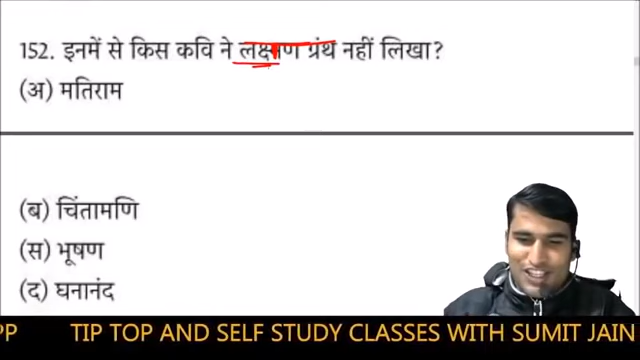 152. इनमें से किस कवि ने लक्षण ग्रंथ नहीं लिखा?
(अ) मतिराम
(ब) चिंतामणि
(स) भूषण
(द) घनानंद
PP TIP TOP AND SELF STUDY CLASSES WITH SUMIT JAIN